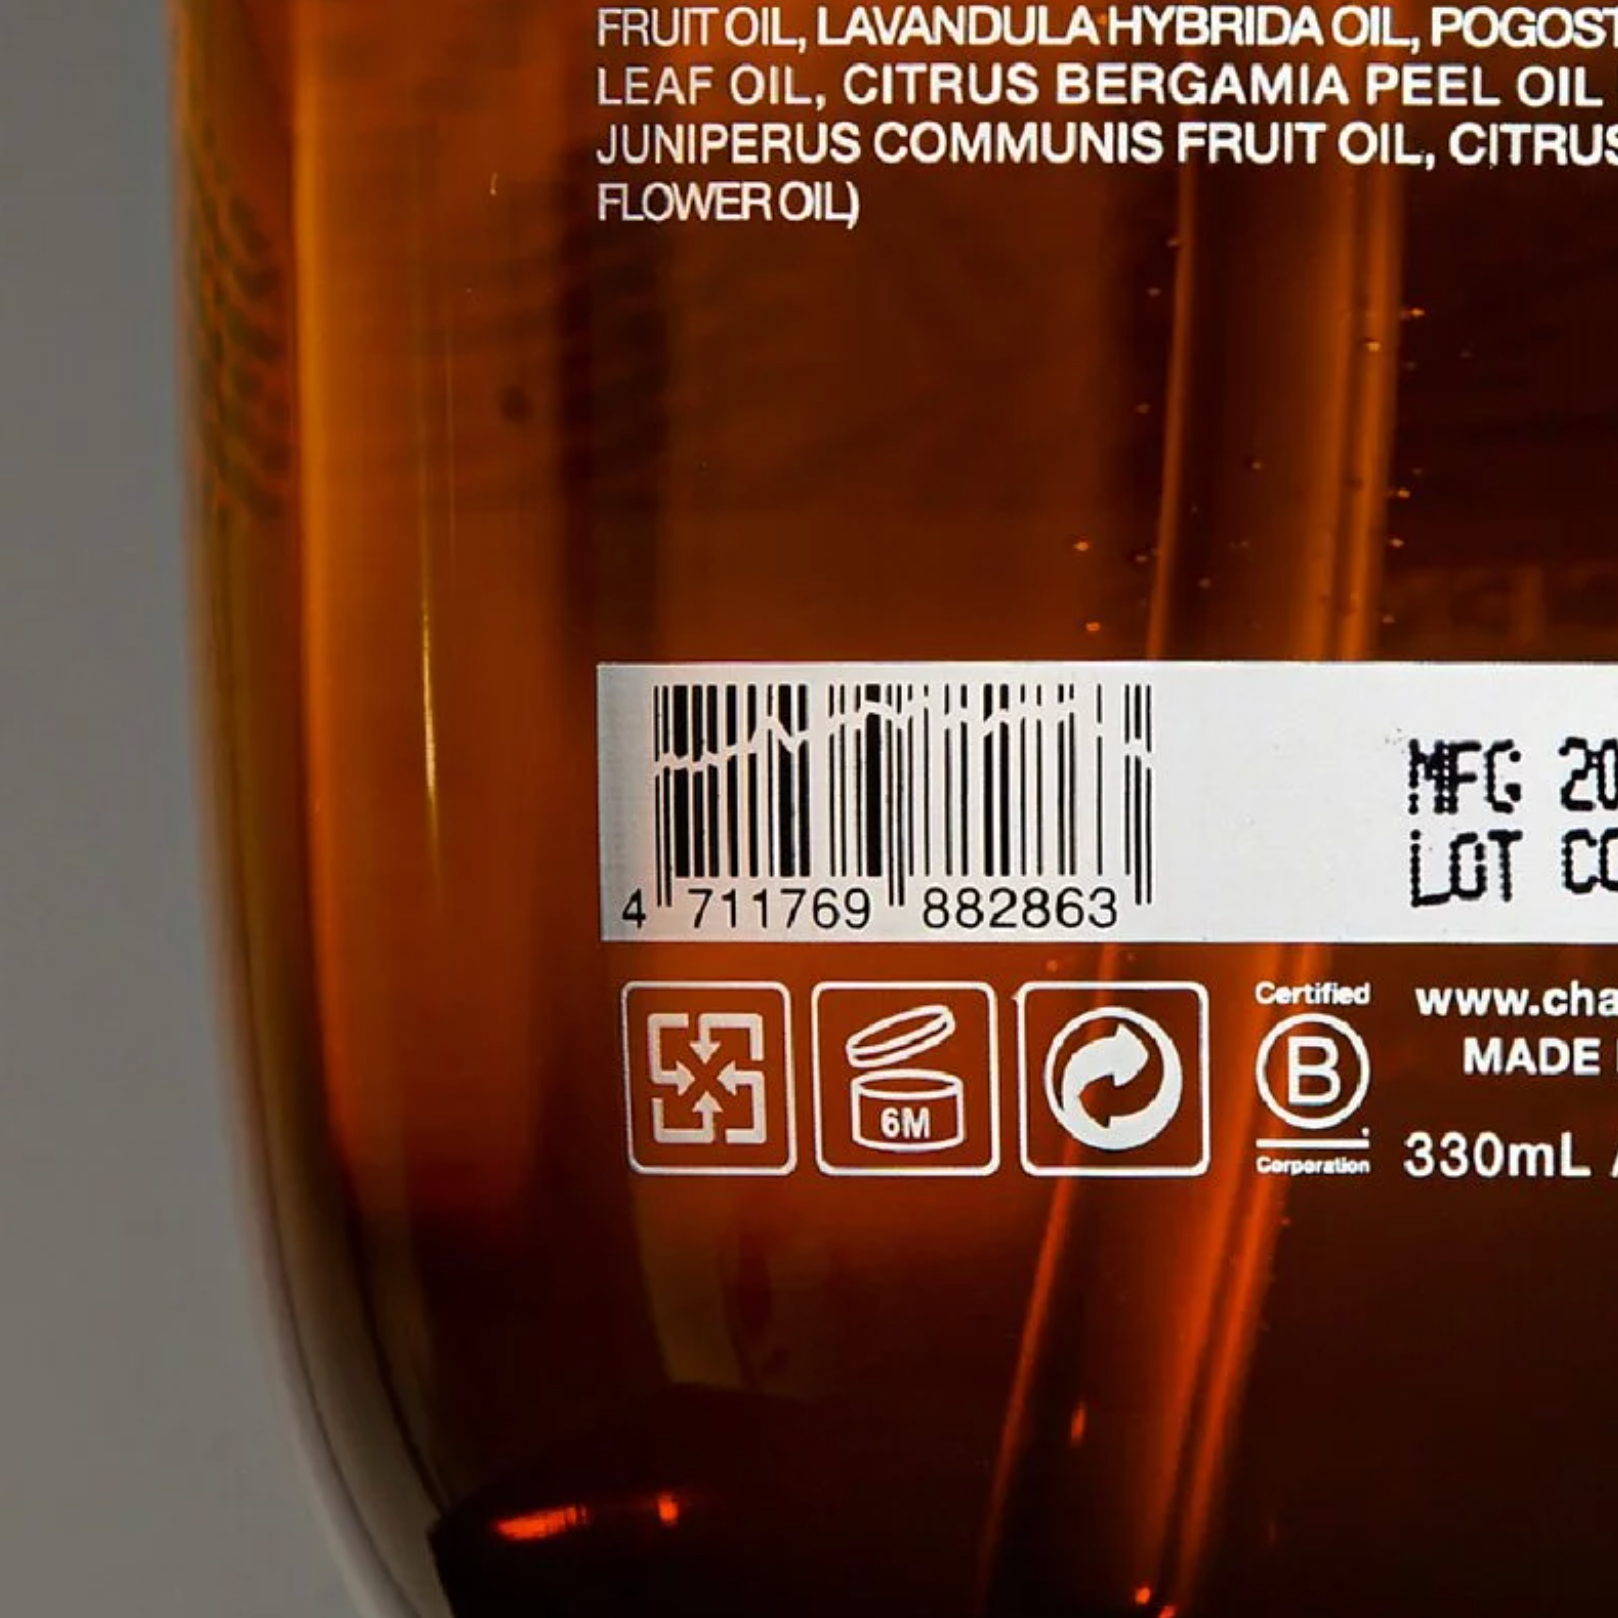 FRUIT OIL, LAVANDULA HYBRIDA OIL, POGOST
LEAF OIL, CITRUS BERGAMIA PEEL OIL
JUNIPERUS COMMUNIS FRUIT OIL, CITRUS
FLOWER OIL)
MFG 20
LOT CO
4 711769 882863
6M
Certified
B
Corporation
www.cha
MADE
330mL